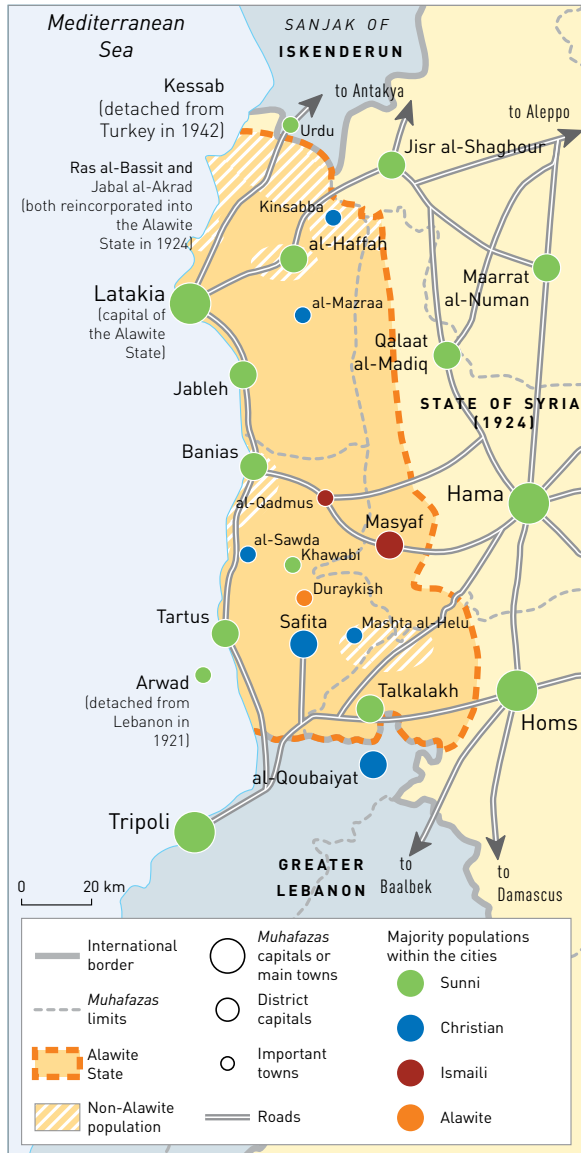 Mediterranean
Sea
SANJAK OF
ISKENDERUN
Kessab
(detached from
Turkey in 1942)
Urdu
to Antakya
to Aleppo
Jisr al-Shaghour
Ras al-Bassit and
Jabal al-Akrad
(both reincorporated into
the Alawite
State in 1924)
Kinsabba
al-Haffah
Maarrat
al-Numan
Latakia
(capital of
the Alawite
State)
al-Mazraa
Qalaat
al-Madiq
Jableh
STATE OF SYRIA
(1924)
Banias
al-Qadmus
Hama
Masyaf
al-Sawda
Khawabi
Duraykish
Tartus
Safita
Mashta al-Helu
Arwad
(detached from
Lebanon in
1921)
Talkalakh
Homs
al-Qoubaiyat
Tripoli
GREATER
LEBANON
to
Baalbek
to
Damascus
0 20 km
International
border
Muhafazas
limits
Alawite
State
Non-Alawite
population
Muhafazas
capitals or
main towns
District
capitals
Important
towns
Roads
Majority populations
within the cities
Sunni
Christian
Ismaili
Alawite